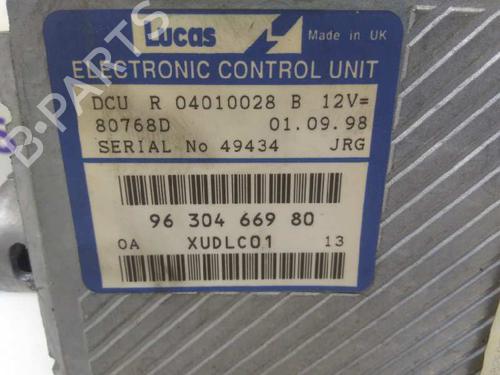 Lucas
Made in UK
ELECTRONIC CONTROL UNIT
DCU R 04010028 B 12V=
80768D 01.09.98
SERIAL No 49434 JRG
96 304 669 80
0A XUDLC01 13
B-PARTS